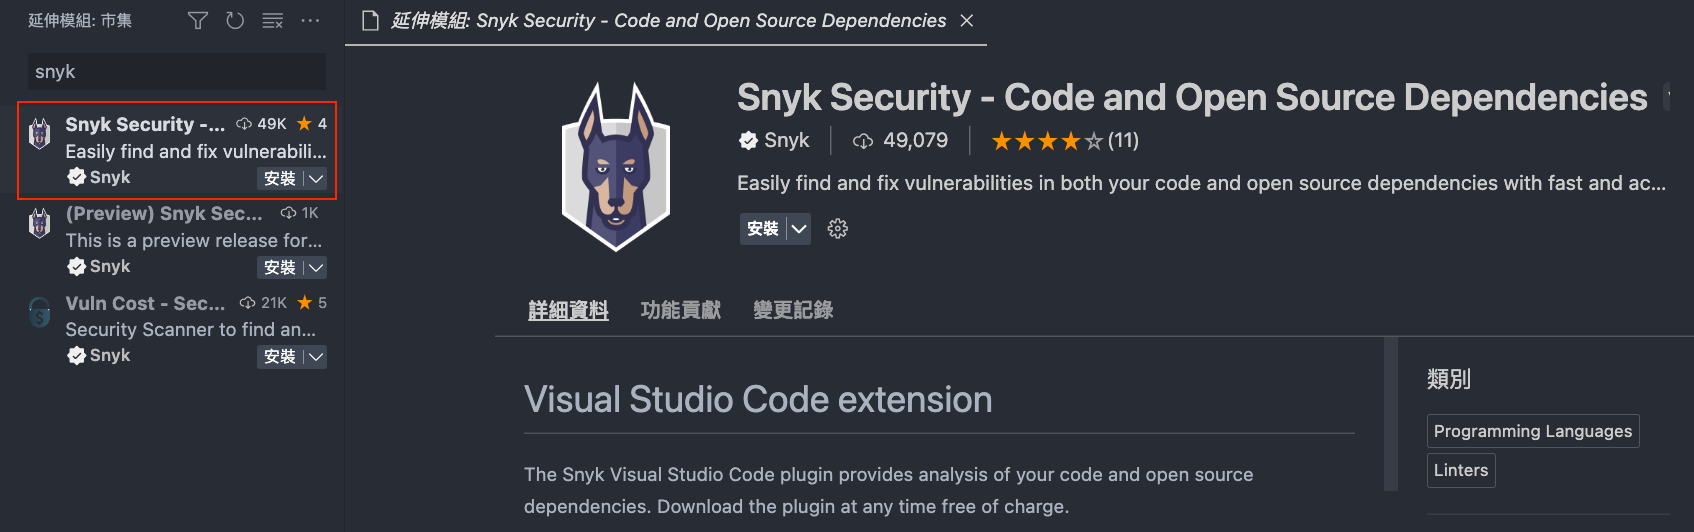 延伸模組: 市集
snyk
Snyk Security -... 49K 4
Easily find and fix vulnerabili...
Snyk
安裝
(Preview) Snyk Sec... 1K
This is a preview release for...
Snyk
安裝
Vuln Cost - Sec... 21K 5
Security Scanner to find an...
Snyk
安裝
延伸模組: Snyk Security - Code and Open Source Dependencies
Snyk Security - Code and Open Source Dependencies
Snyk 49,079 (11)
Easily find and fix vulnerabilities in both your code and open source dependencies with fast and ac...
安裝
詳細資料 功能貢獻 變更記錄
Visual Studio Code extension
The Snyk Visual Studio Code plugin provides analysis of your code and open source
dependencies. Download the plugin at any time free of charge.
類別
Programming Languages
Linters